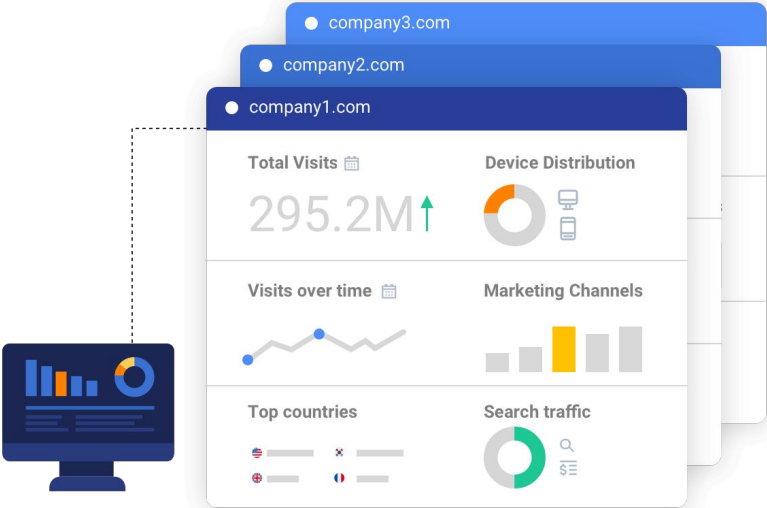 company3.com
company2.com
company1.com
Total Visits
Device Distribution
295.2M
Visits over time
Marketing Channels
Top countries
Search traffic
$